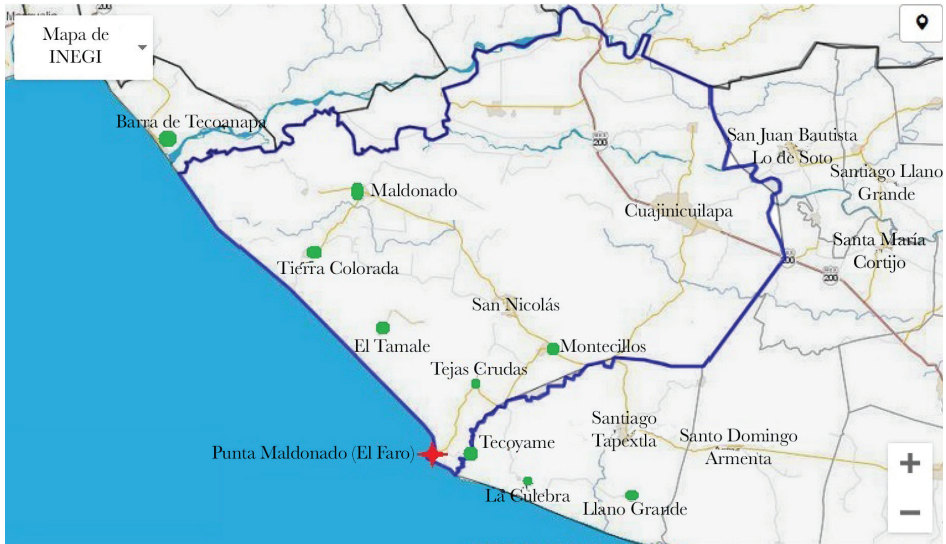 Mapa de
INEGI
Barra de Tecoanapa
200
San Juan Bautista
Lo de Soto
Santiago Llano
Grande
Maldonado
Cuajinicuilapa
Santa María
Cortijo
200
200
Tierra Colorada
San Nicolás
El Tamale
Montecillos
Tejas Crudas
Santiago
Tapextla
Santo Domingo
Armenta
Punta Maldonado (El Faro)
Tecoyame
La Culebra
Llano Grande
+
−